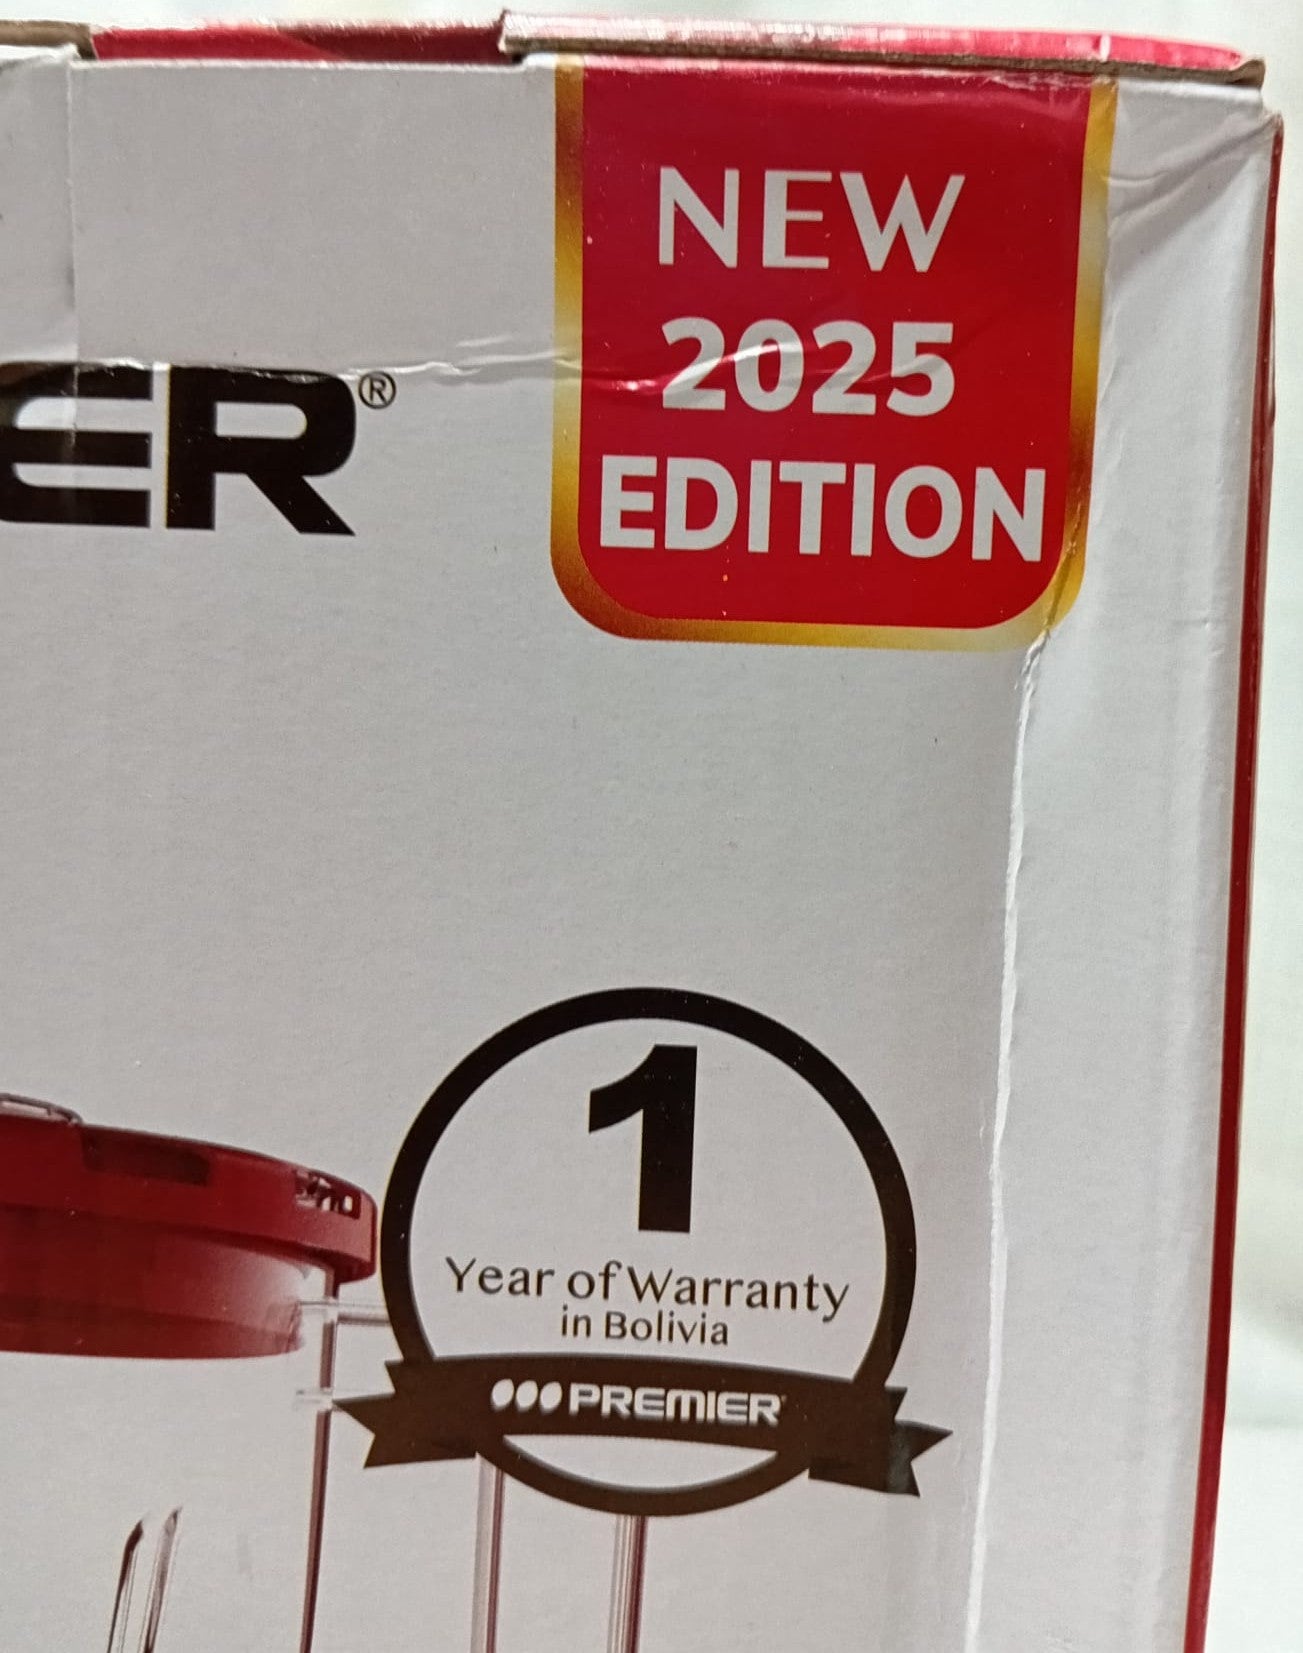 NEW
2025
EDITION
ER®
1
Year of Warranty
in Bolivia
PREMIER